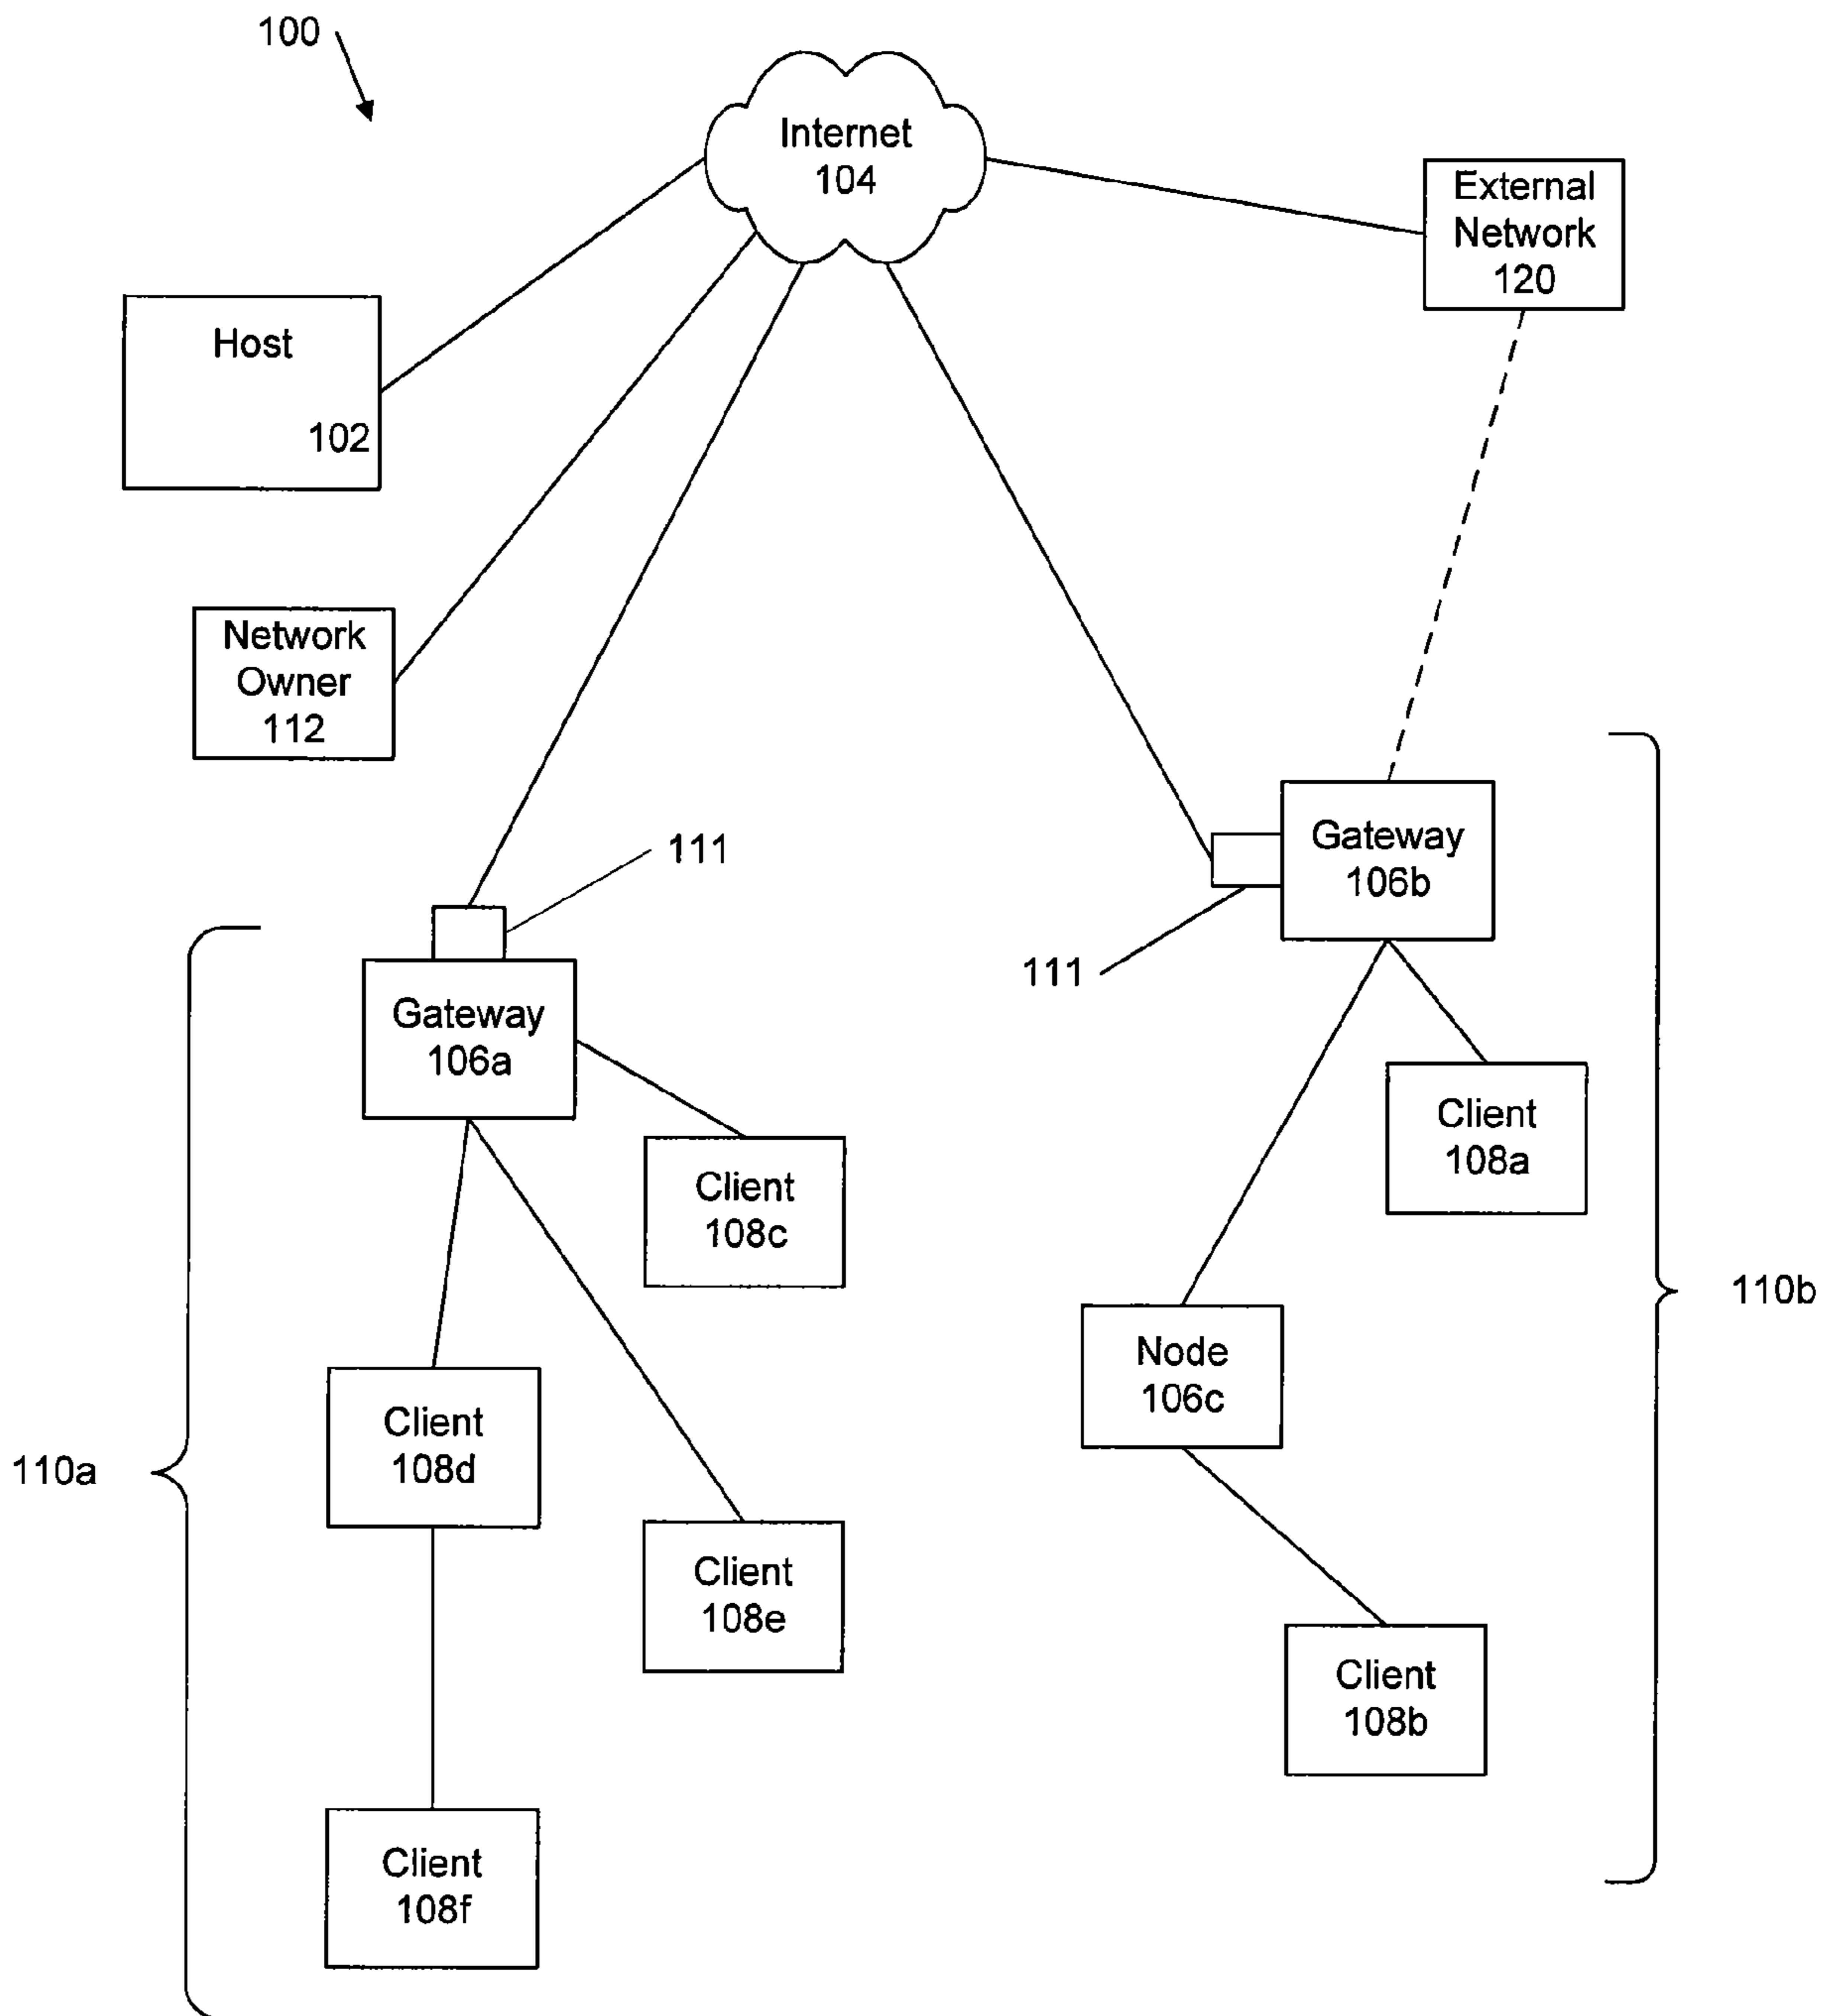 100
Internet
104
External
Network
120
Host
102
Network
Owner
112
111
Gateway
106b
111
Gateway
106a
Client
108a
Client
108c
110b
Node
106c
Client
108d
110a
Client
108e
Client
108b
Client
108f